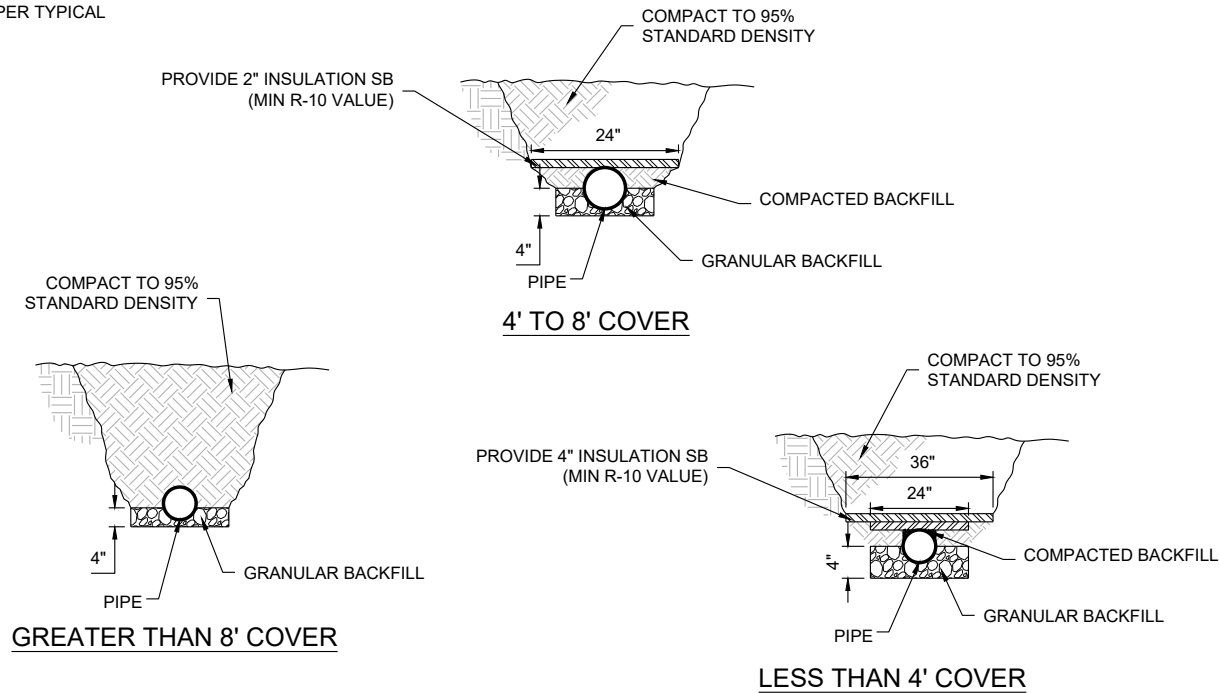 PER TYPICAL
COMPACT TO 95%
STANDARD DENSITY
PROVIDE 2" INSULATION SB
(MIN R-10 VALUE)
24"
COMPACTED BACKFILL
4"
GRANULAR BACKFILL
PIPE
4' TO 8' COVER
COMPACT TO 95%
STANDARD DENSITY
4"
GRANULAR BACKFILL
PIPE
GREATER THAN 8' COVER
COMPACT TO 95%
STANDARD DENSITY
PROVIDE 4" INSULATION SB
(MIN R-10 VALUE)
36"
24"
4"
COMPACTED BACKFILL
GRANULAR BACKFILL
PIPE
LESS THAN 4' COVER